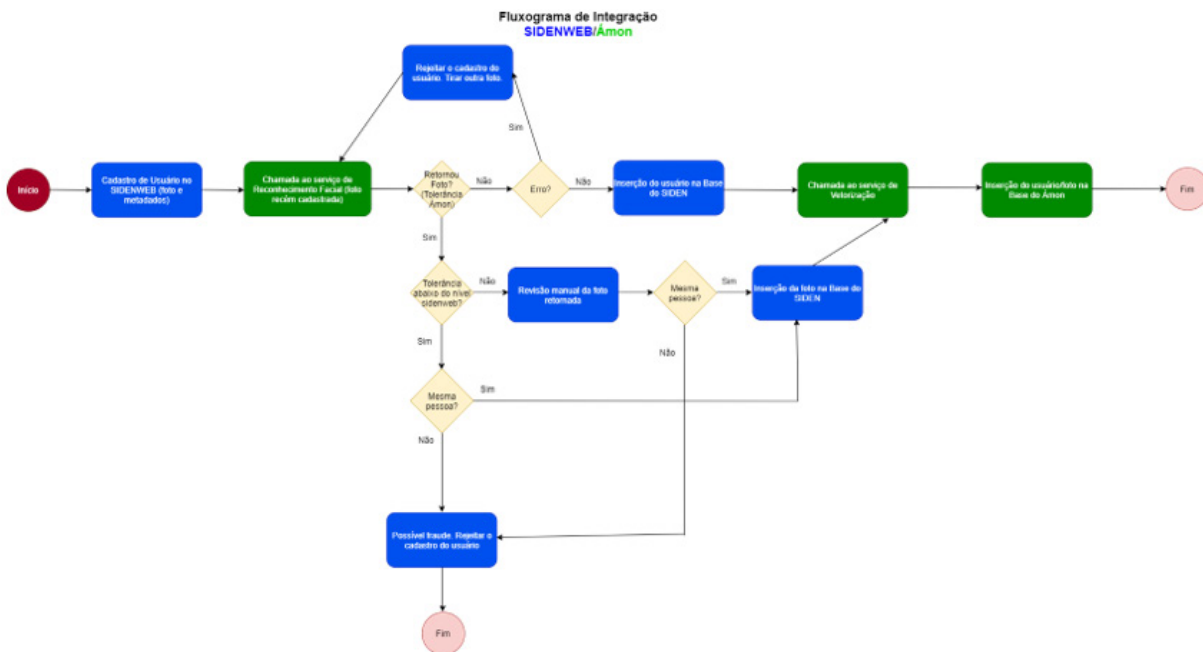 Fluxograma de Integração
SIDENWEB/Âmon
Rejeitar o cadastro do
usuário. Tirar outra foto.
Sim
Início
Cadastro de Usuário no
SIDENWEB (foto e
metadados)
Chamada ao serviço de
Reconhecimento Facial (foto
recém cadastrada)
Retornou
Foto?
(Tolerância
Âmon)
Não
Erro?
Não
Inserção do usuário na Base
do SIDEN
Chamada ao serviço de
Vetorização
Inserção do usuário/foto na
Base do Âmon
Fim
Sim
Tolerância
abaixo do nível
sidenweb?
Não
Revisão manual da foto
retornada
Mesma
pessoa?
Sim
Inserção da foto na Base do
SIDEN
Sim
Não
Mesma
pessoa?
Sim
Não
Possível fraude. Rejeitar o
cadastro do usuário
Fim